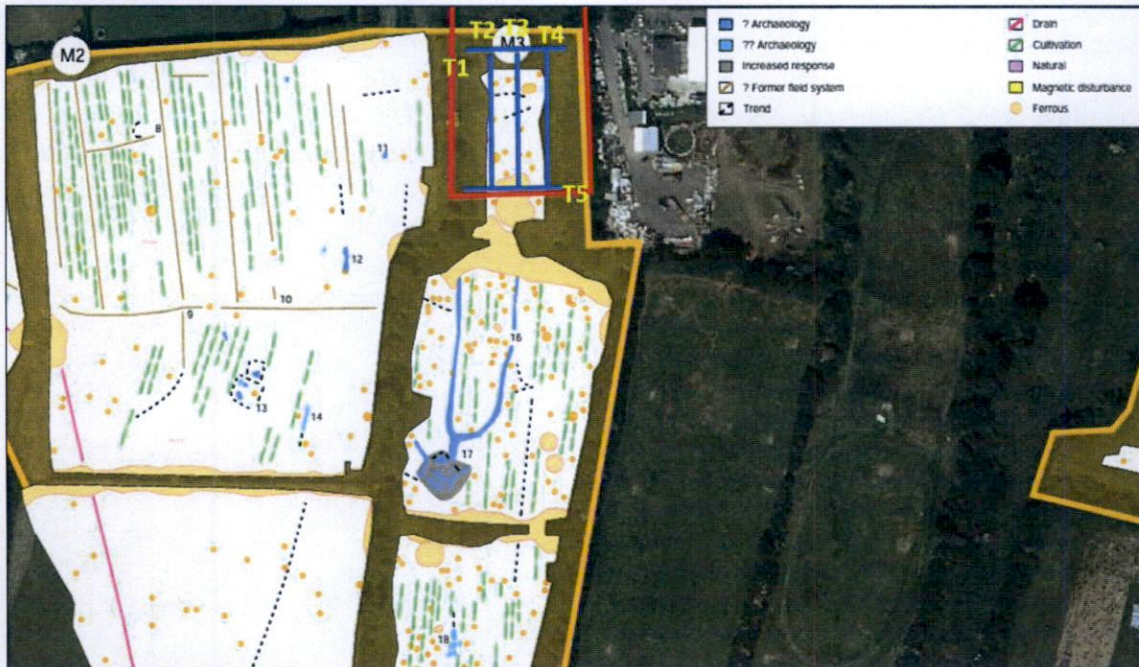 M2
T1
T2 T3 T4
M3
T5
? Archaeology
?? Archaeology
Increased response
? Former field system
Trend
Drain
Cultivation
Natural
Magnetic disturbance
Ferrous
8
11
12
10
9
13
14
16
17
18